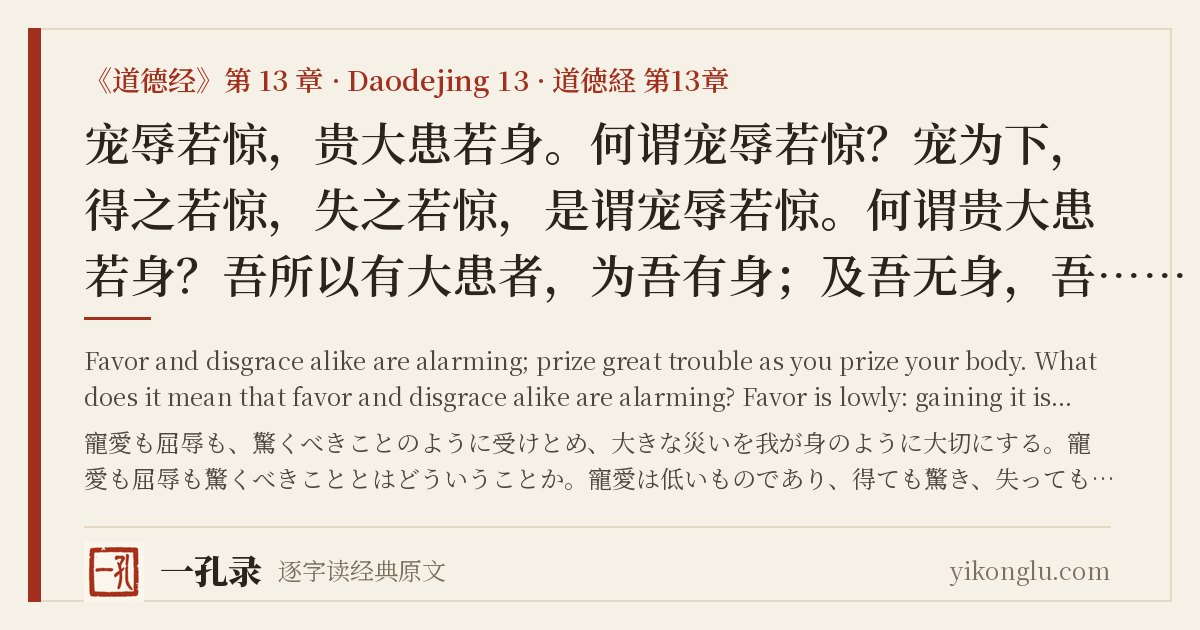 《道德经》第 13 章 · Daodejing 13 · 道徳経 第13章
宠辱若惊，贵大患若身。何谓宠辱若惊？宠为下，
得之若惊，失之若惊，是谓宠辱若惊。何谓贵大患
若身？吾所以有大患者，为吾有身；及吾无身，吾……
Favor and disgrace alike are alarming; prize great trouble as you prize your body. What
does it mean that favor and disgrace alike are alarming? Favor is lowly: gaining it is...
寵愛も屈辱も、驚くべきことのように受けとめ、大きな災いを我が身のように大切にする。寵
愛も屈辱も驚くべきこととはどういうことか。寵愛は低いものであり、得ても驚き、失っても…
一孔
一孔录 逐字读经典原文 yikonglu.com